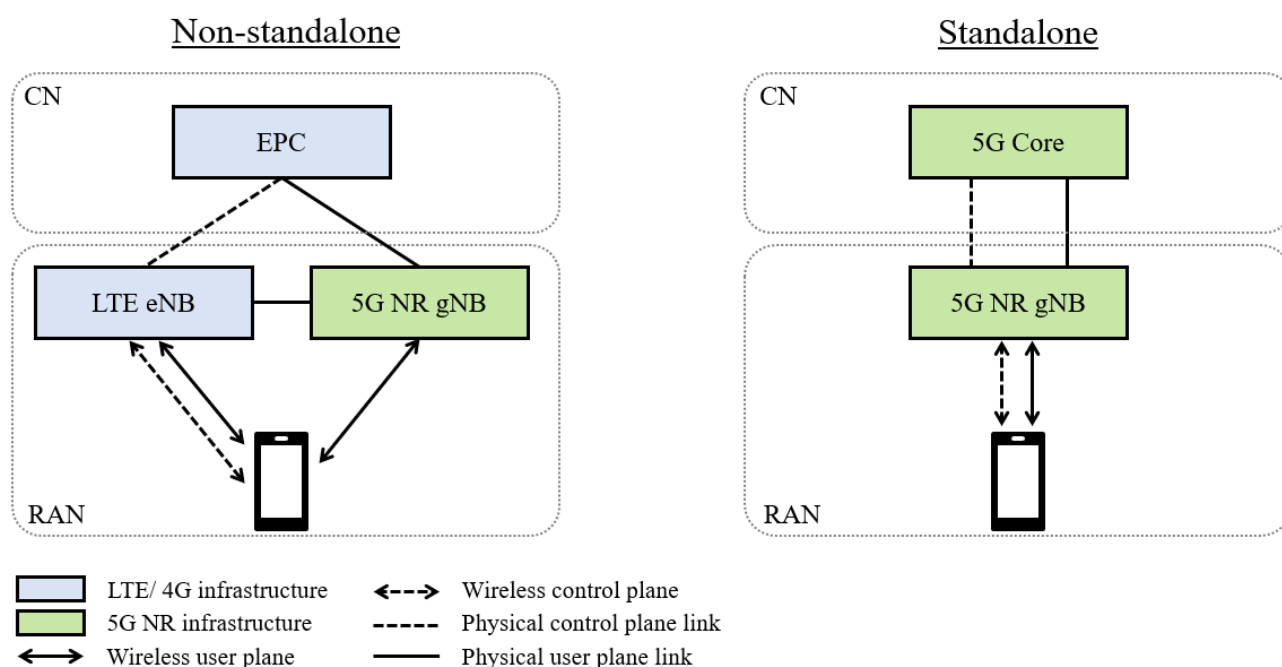 Non-standalone
CN
EPC
LTE eNB
5G NR gNB
RAN
Standalone
CN
5G Core
5G NR gNB
RAN
LTE/ 4G infrastructure
5G NR infrastructure
Wireless user plane
Wireless control plane
Physical control plane link
Physical user plane link